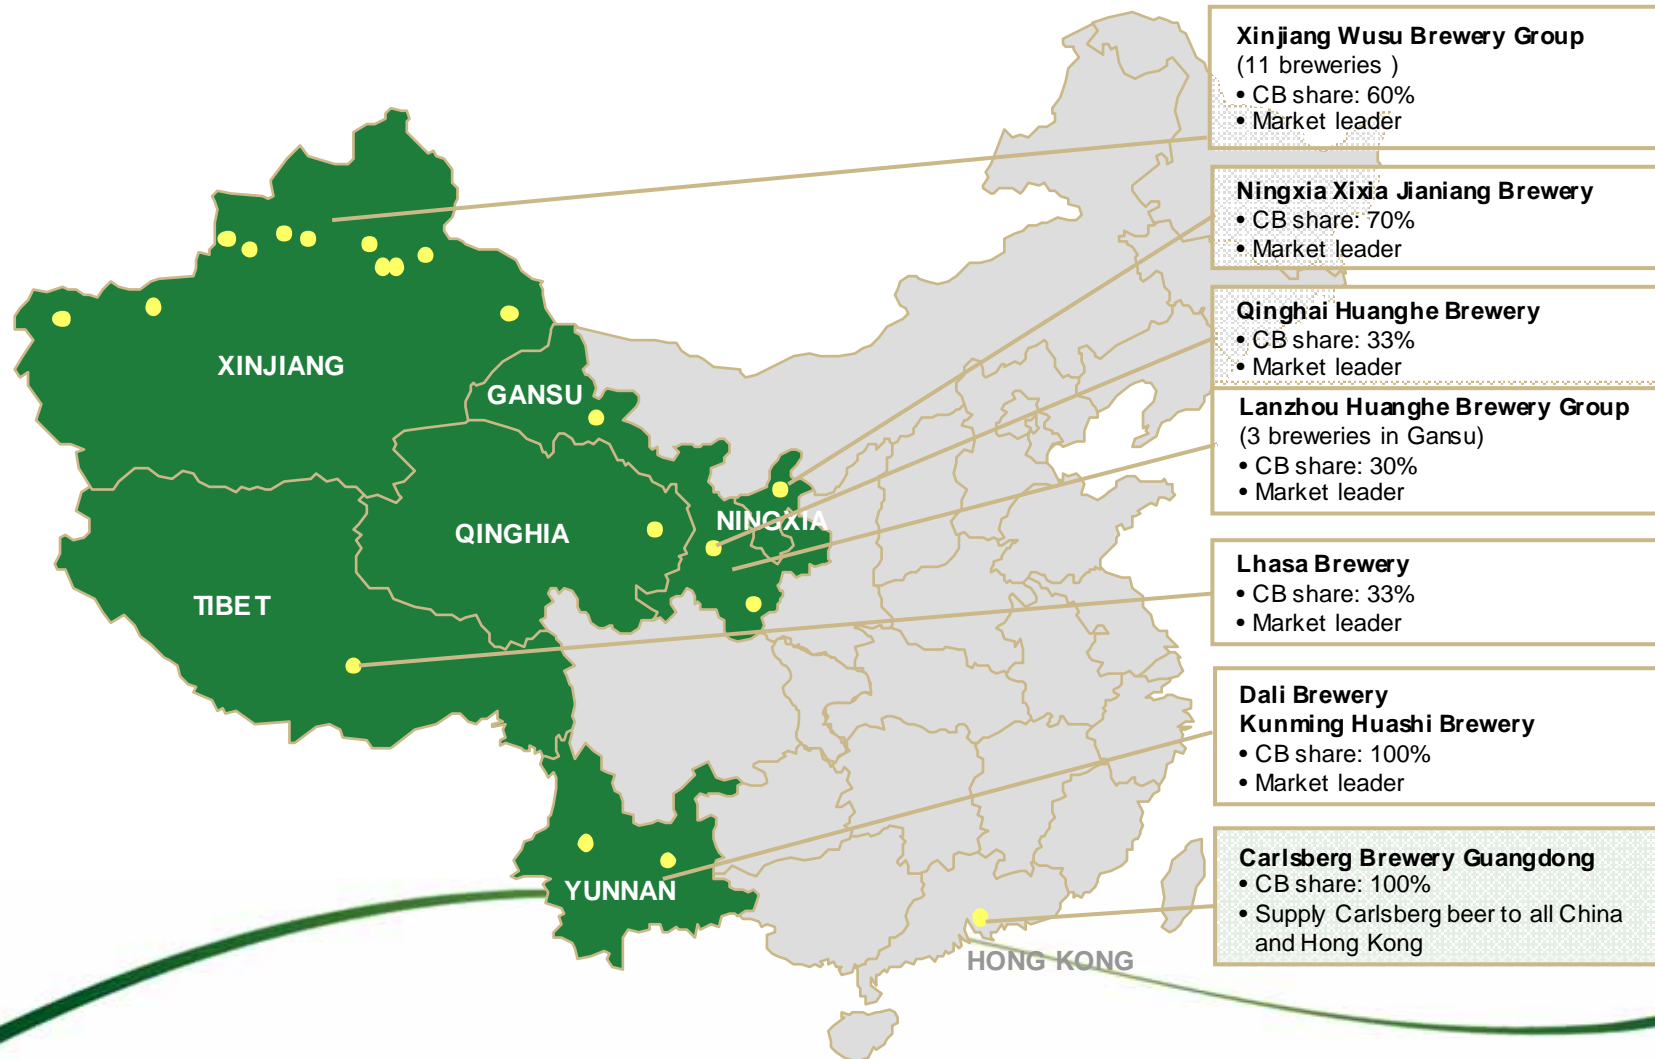 Xinjiang Wusu Brewery Group
(11 breweries )
• CB share: 60%
• Market leader
Ningxia Xixia Jianiang Brewery
• CB share: 70%
• Market leader
Qinghai Huanghe Brewery
• CB share: 33%
• Market leader
Lanzhou Huanghe Brewery Group
(3 breweries in Gansu)
• CB share: 30%
• Market leader
Lhasa Brewery
• CB share: 33%
• Market leader
Dali Brewery
Kunming Huashi Brewery
• CB share: 100%
• Market leader
Carlsberg Brewery Guangdong
• CB share: 100%
• Supply Carlsberg beer to all China
and Hong Kong
XINJIANG
GANSU
QINGHIA
NINGXIA
TIBET
YUNNAN
HONG KONG